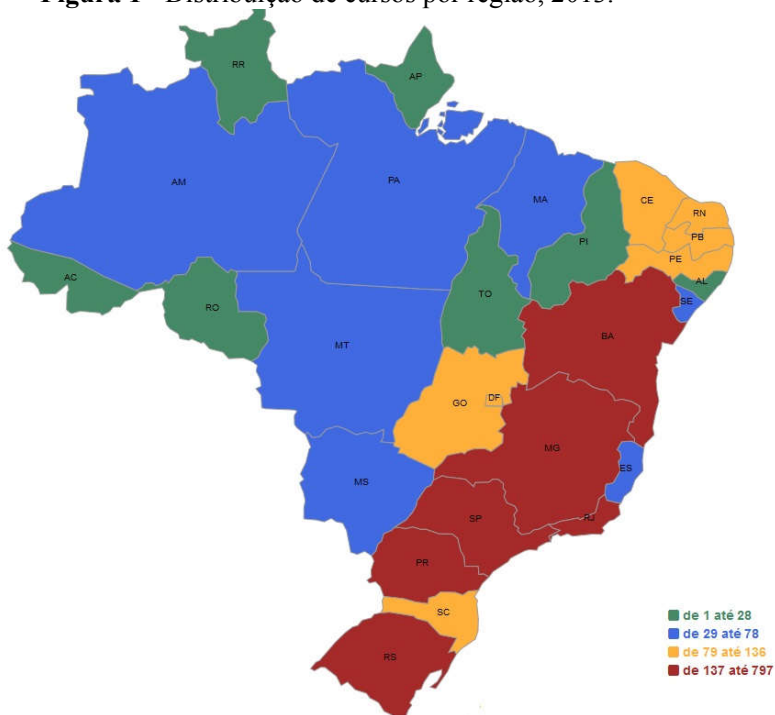 Figura 1 - Distribuição de cursos por região, 2015.
RR
AP
AM
PA
MA
CE
RN
PB
PE
PI
AC
AL
SE
RO
TO
BA
MT
GO
DF
MG
ES
MS
SP
RJ
PR
SC
RS
de 1 até 28
de 29 até 78
de 79 até 136
de 137 até 797